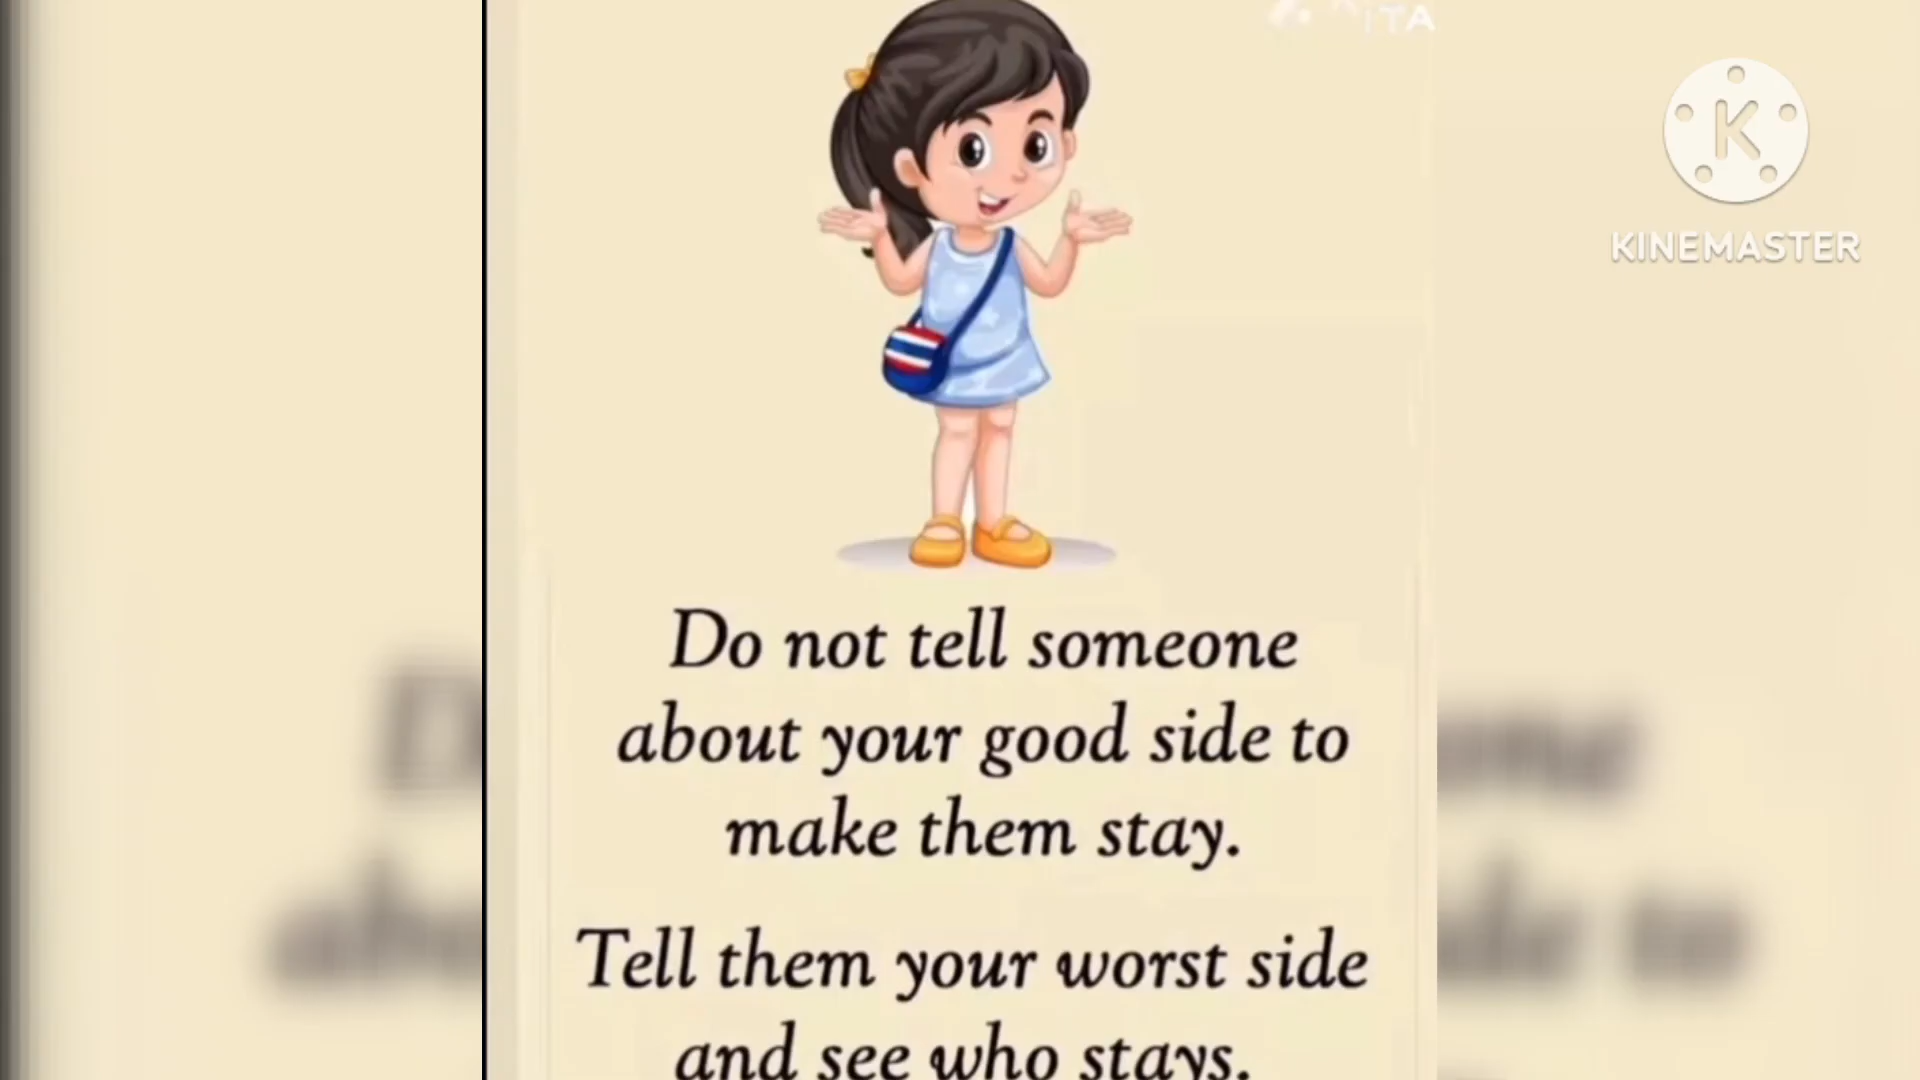 KINEMASTER
Do not tell someone
about your good side to
make them stay.
Tell them your worst side
and see who stays.